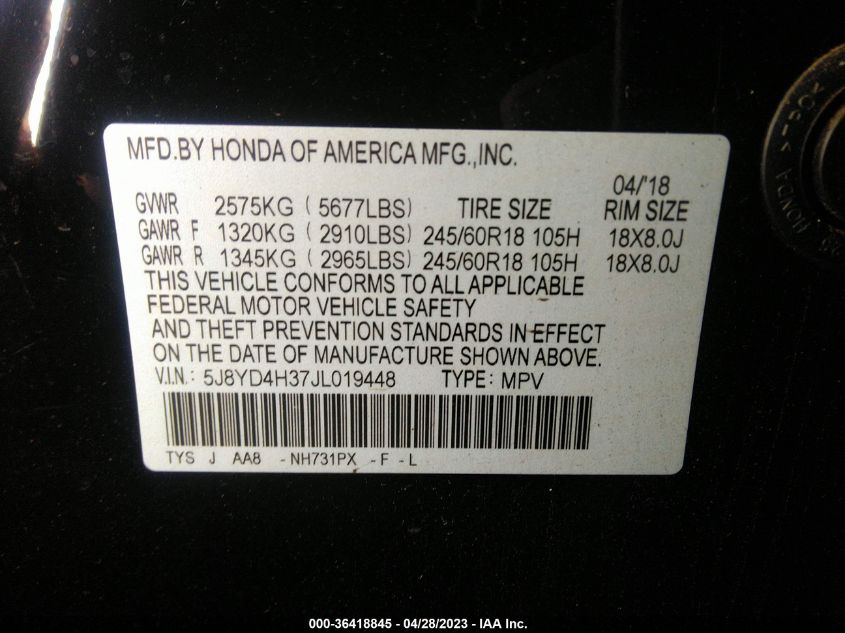 MFD.BY HONDA OF AMERICA MFG.,INC.
04/'18
GVWR 2575KG (5677LBS) TIRE SIZE RIM SIZE
GAWR F 1320KG (2910LBS) 245/60R18 105H 18X8.0J
GAWR R 1345KG (2965LBS) 245/60R18 105H 18X8.0J
THIS VEHICLE CONFORMS TO ALL APPLICABLE
FEDERAL MOTOR VEHICLE SAFETY
AND THEFT PREVENTION STANDARDS IN EFFECT
ON THE DATE OF MANUFACTURE SHOWN ABOVE.
V.I.N.: 5J8YD4H37JL019448 TYPE: MPV
TYS J AA8 -NH731PX -F -L
HONDA
000-36418845 - 04/28/2023 - IAA Inc.